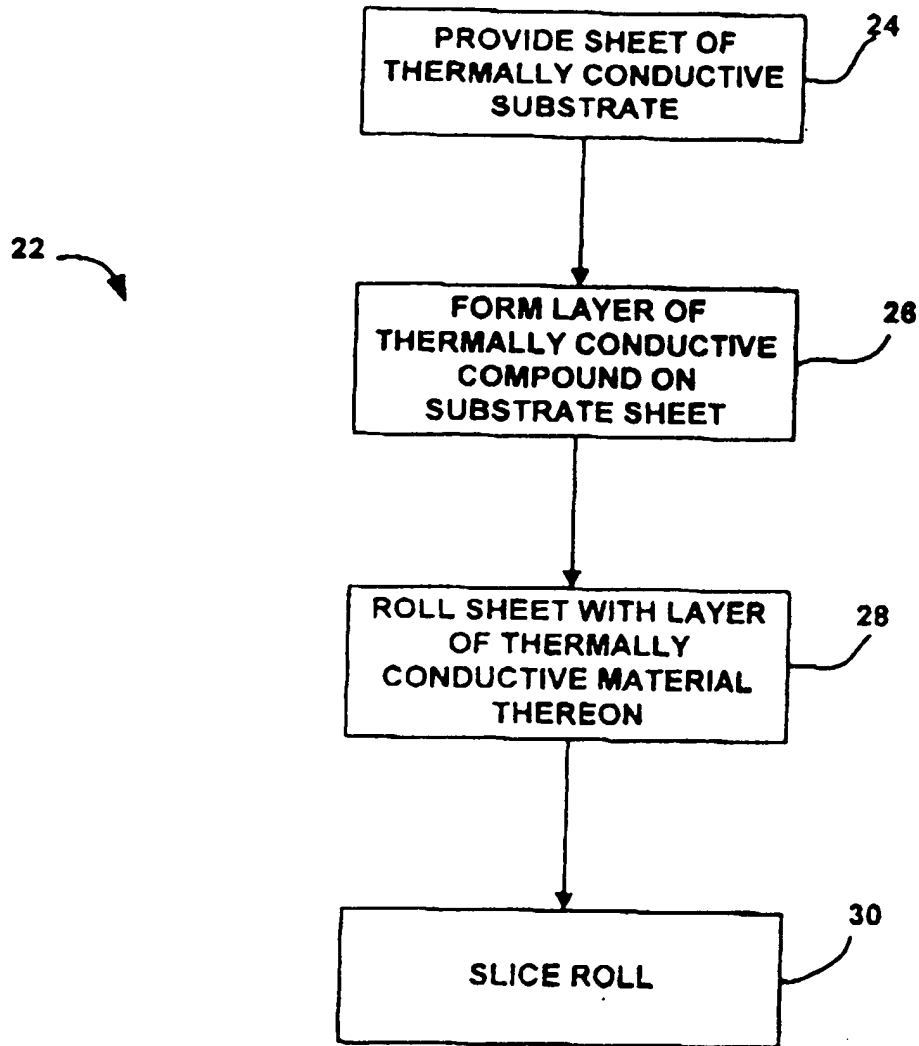 PROVIDE SHEET OF
THERMALLY CONDUCTIVE
SUBSTRATE
24
22
FORM LAYER OF
THERMALLY CONDUCTIVE
COMPOUND ON
SUBSTRATE SHEET
26
ROLL SHEET WITH LAYER
OF THERMALLY
CONDUCTIVE MATERIAL
THEREON
28
SLICE ROLL
30